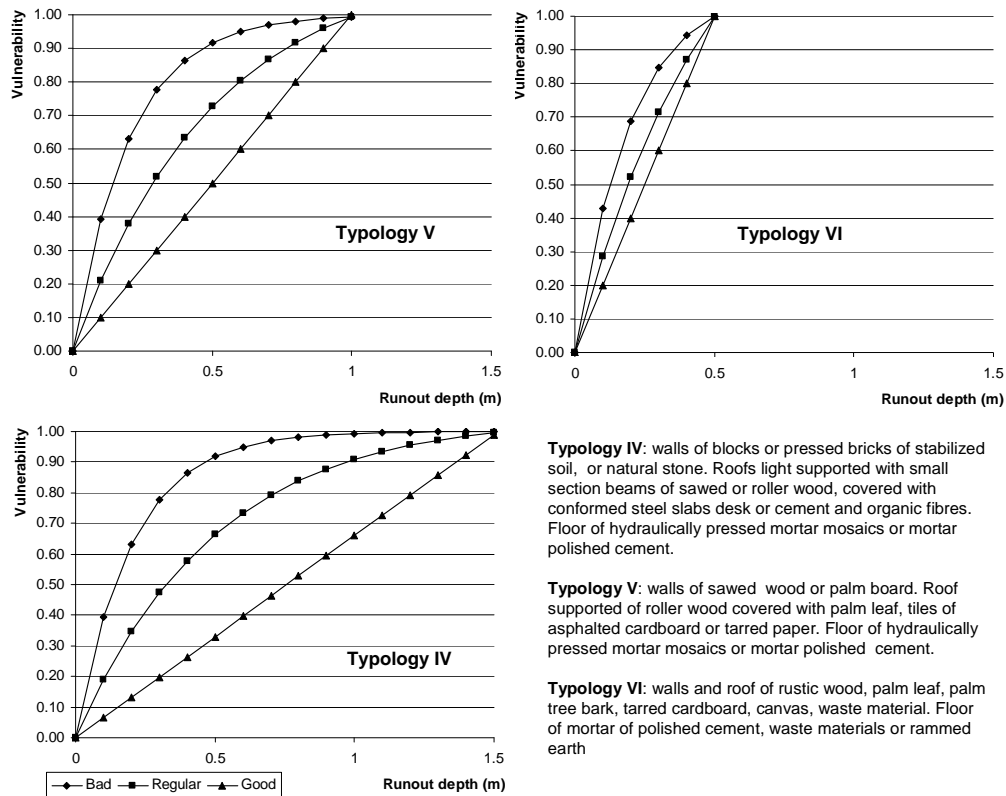 Vulnerability
1.00
0.90
0.80
0.70
0.60
0.50
0.40
0.30
0.20
0.10
0.00
Typology V
0 0.5 1 1.5
Runout depth (m)
Vulnerability
1.00
0.90
0.80
0.70
0.60
0.50
0.40
0.30
0.20
0.10
0.00
Typology VI
0 0.5 1 1.5
Runout depth (m)
Vulnerability
1.00
0.90
0.80
0.70
0.60
0.50
0.40
0.30
0.20
0.10
0.00
Typology IV
0.0 0.5 1.0 1.5
Runout depth (m)
Bad Regular Good
Typology IV: walls of blocks or pressed bricks of stabilized
soil, or natural stone. Roofs light supported with small
section beams of sawed or roller wood, covered with
conformed steel slabs desk or cement and organic fibres.
Floor of hydraulically pressed mortar mosaics or mortar
polished cement.
Typology V: walls of sawed wood or palm board. Roof
supported of roller wood covered with palm leaf, tiles of
asphalted cardboard or tarred paper. Floor of hydraulically
pressed mortar mosaics or mortar polished cement.
Typology VI: walls and roof of rustic wood, palm leaf, palm
tree bark, tarred cardboard, canvas, waste material. Floor
of mortar of polished cement, waste materials or rammed
earth